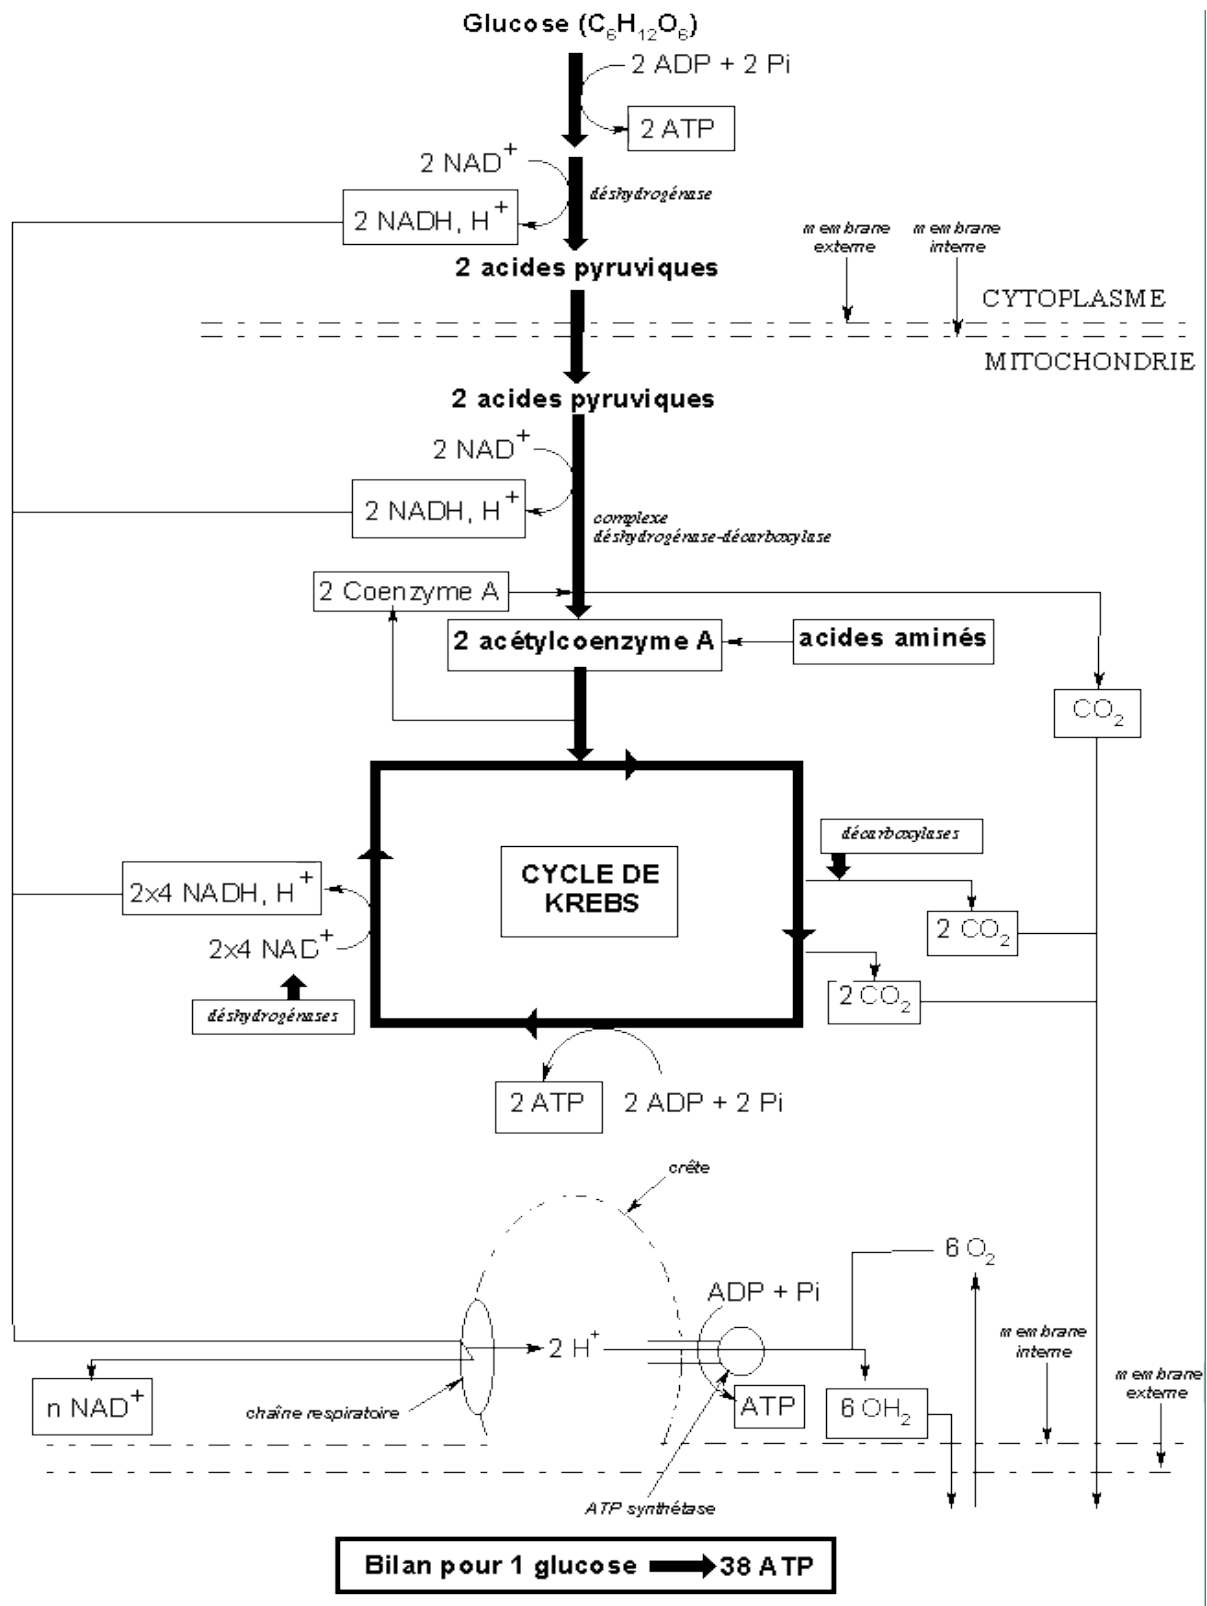 Glucose (C₆H₁₂O₆)
2 ADP + 2 Pi
2 ATP
2 NAD⁺
déshydrogénase
2 NADH, H⁺
2 acides pyruviques
membrane
externe
membrane
interne
CYTOPLASME
MITOCHONDRIE
2 acides pyruviques
2 NAD⁺
2 NADH, H⁺
complexe
déshydrogénase-décarboxylase
2 Coenzyme A
2 acétylcoenzyme A
acides aminés
CO₂
décarboxylases
CYCLE DE
KREBS
2x4 NADH, H⁺
2x4 NAD⁺
déshydrogénases
2 CO₂
2 CO₂
2 ATP
2 ADP + 2 Pi
crête
6 O₂
ADP + Pi
2 H⁺
membrane
interne
membrane
externe
n NAD⁺
chaîne respiratoire
ATP
6 OH₂
ATP synthétase
Bilan pour 1 glucose 38 ATP